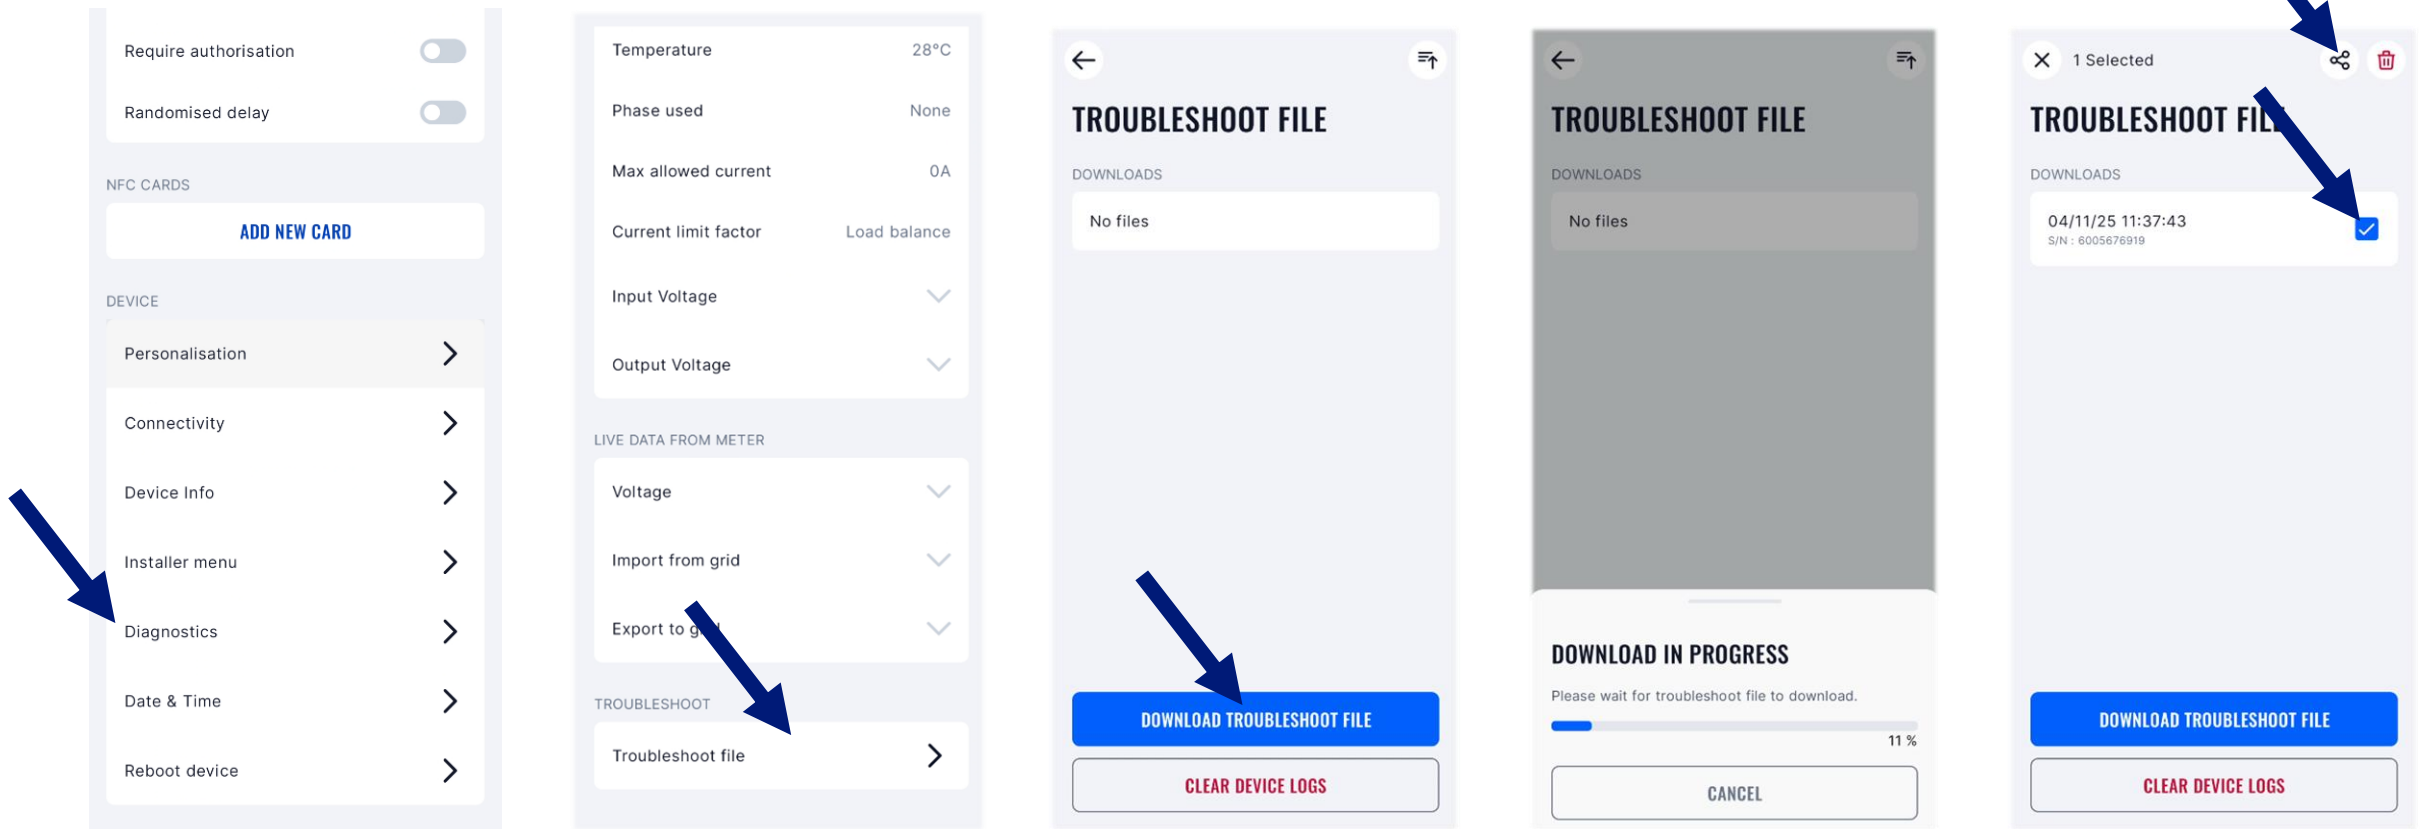 Require authorisation
Randomised delay
NFC CARDS
ADD NEW CARD
DEVICE
Personalisation
Connectivity
Device Info
Installer menu
Diagnostics
Date & Time
Reboot device
Temperature 28°C
Phase used None
Max allowed current 0A
Current limit factor Load balance
Input Voltage
Output Voltage
LIVE DATA FROM METER
Voltage
Import from grid
Export to grid
TROUBLESHOOT
Troubleshoot file
TROUBLESHOOT FILE
DOWNLOADS
No files
DOWNLOAD TROUBLESHOOT FILE
CLEAR DEVICE LOGS
TROUBLESHOOT FILE
DOWNLOADS
No files
DOWNLOAD IN PROGRESS
Please wait for troubleshoot file to download.
11 %
CANCEL
1 Selected
TROUBLESHOOT FILE
DOWNLOADS
04/11/25 11:37:43
S/N : 6005676919
DOWNLOAD TROUBLESHOOT FILE
CLEAR DEVICE LOGS